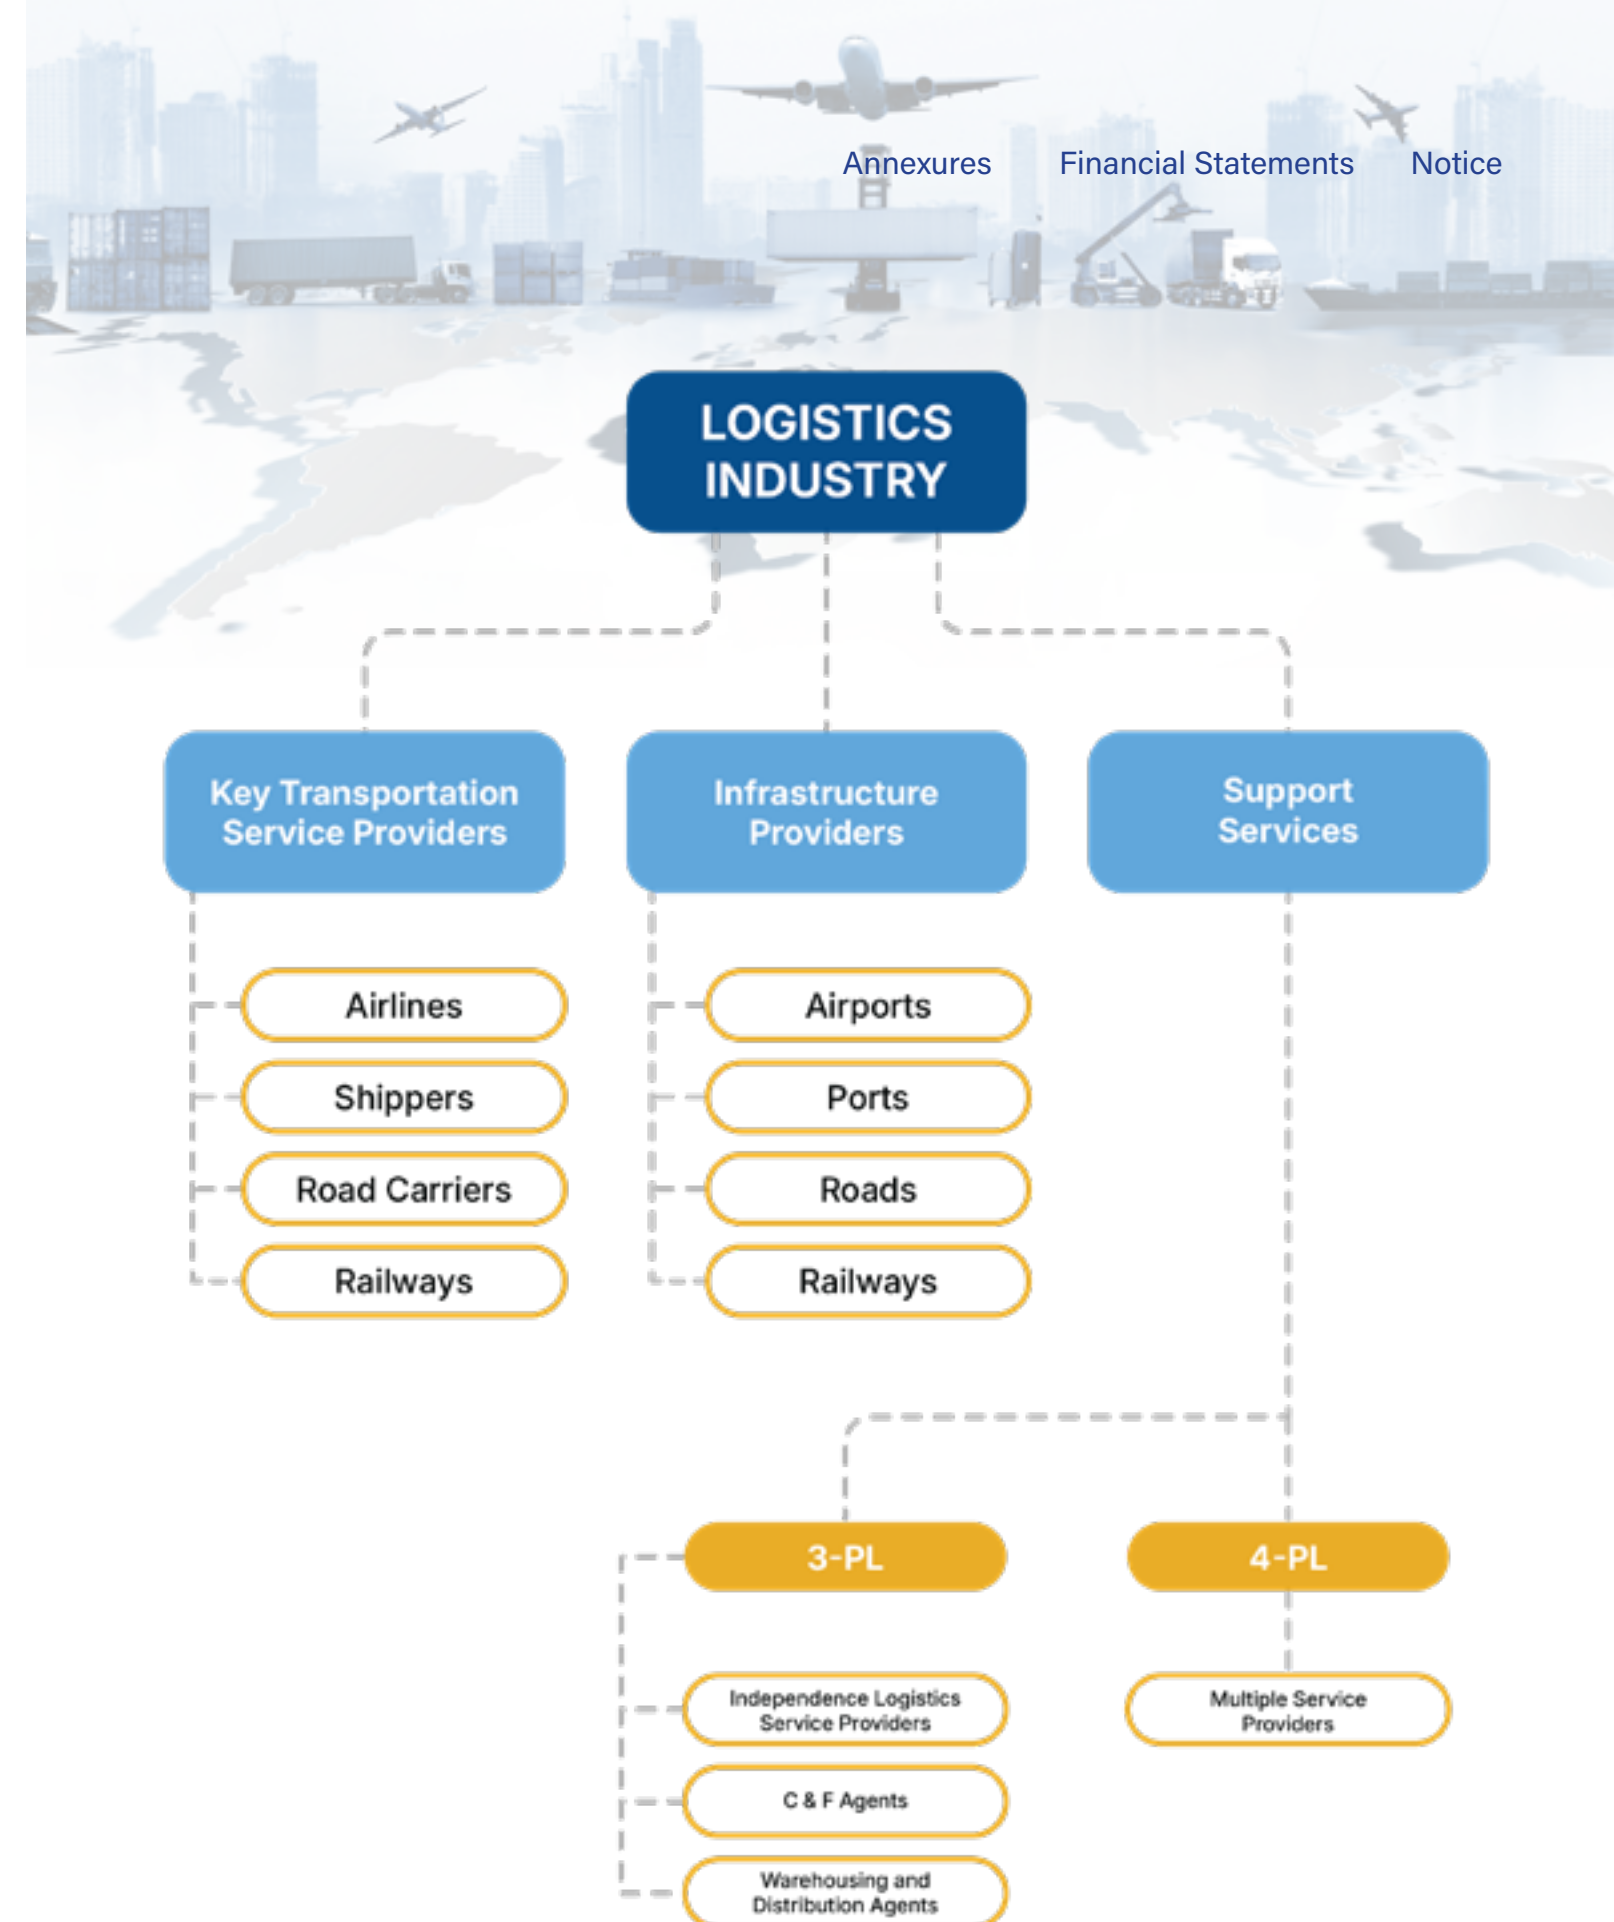 Annexures Financial Statements Notice
LOGISTICS
INDUSTRY
Key Transportation
Service Providers
Infrastructure
Providers
Support
Services
Airlines
Shippers
Road Carriers
Railways
Airports
Ports
Roads
Railways
3-PL
4-PL
Independence Logistics
Service Providers
C & F Agents
Warehousing and
Distribution Agents
Multiple Service
Providers